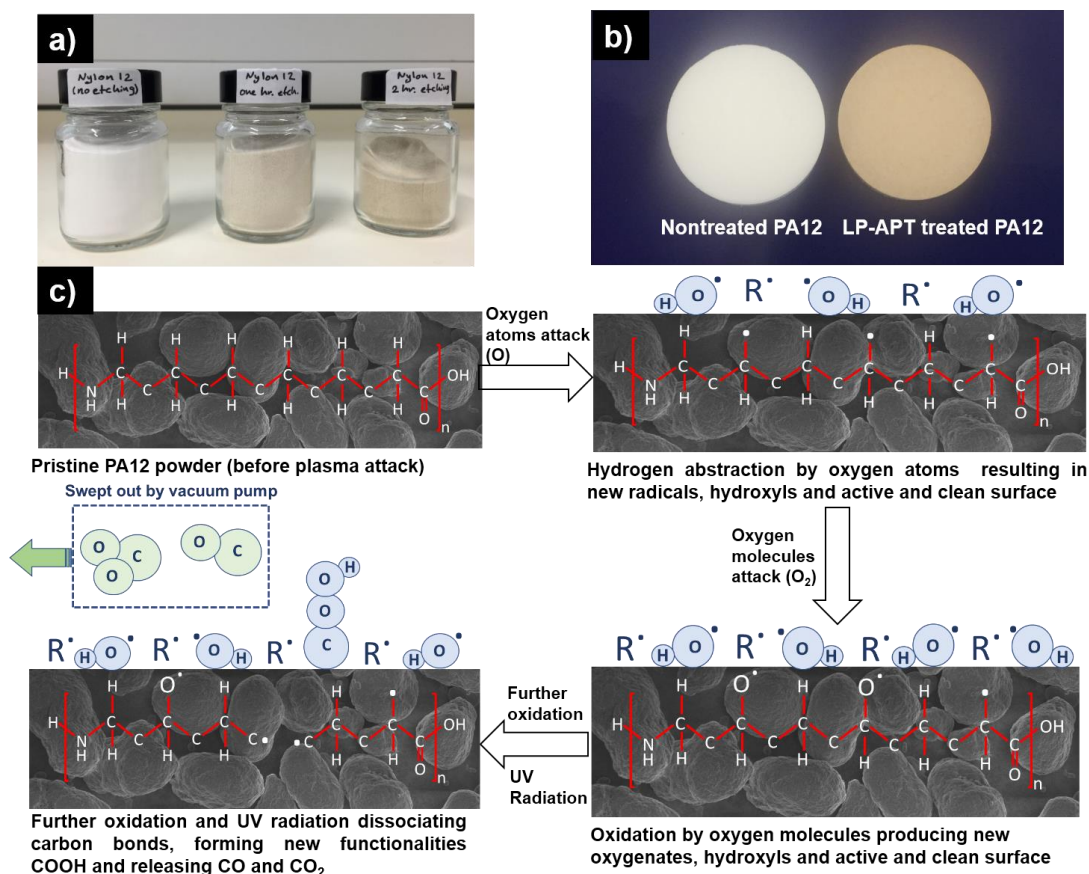 a)
Nylon 12
(no etching)
Nylon 12
one hr. etch.
Nylon 12
2 hr. etching
b)
Nontreated PA12
LP-APT treated PA12
c)
H
H
H
H
H
H
H
N
H
C
C
C
C
C
C
C
C
C
C
C
C
OH
H
H
H
H
H
H
O
n
Pristine PA12 powder (before plasma attack)
Oxygen
atoms attack
(O)
H O• R• •O H R• H O•
H
H
H
H
N
H
C
C
C
C
C
C
C
C
OH
H
H
H
H
H
H
O
n
Hydrogen abstraction by oxygen atoms resulting in
new radicals, hydroxyls and active and clean surface
Oxygen
molecules
attack (O₂)
R• H O• R• •O H R• H O• R• •O H
H
H
O•
H
O•
H
N
H
C
C
C
C
C
C
C
C
OH
H
H
H
H
H
H
O
n
Oxidation by oxygen molecules producing new
oxygenates, hydroxyls and active and clean surface
Further
oxidation
UV
Radiation
Swept out by vacuum pump
O
C
O
O
C
O H
O
C
R• H O• R• •O H R• R• H O•
H
H
O•
H
H
N
H
C
C
C
C
C
C•
•C
C
C
C
C
OH
H
H
H
H
H
O
n
Further oxidation and UV radiation dissociating
carbon bonds, forming new functionalities
COOH and releasing CO and CO₂